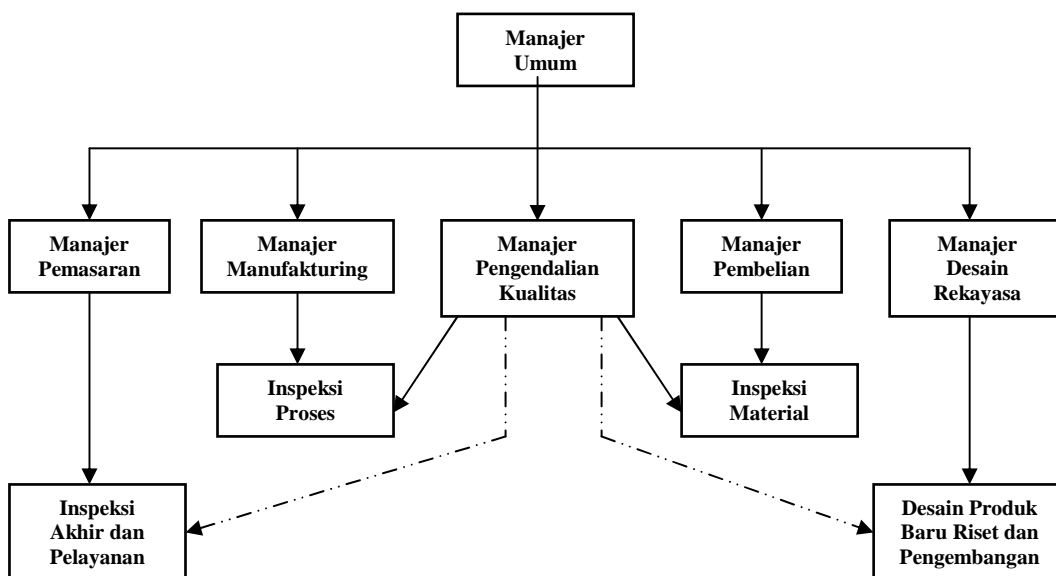 Manajer
Umum
Manajer
Pemasaran
Manajer
Manufakturing
Manajer
Pengendalian
Kualitas
Manajer
Pembelian
Manajer
Desain
Rekayasa
Inspeksi
Proses
Inspeksi
Material
Inspeksi
Akhir dan
Pelayanan
Desain Produk
Baru Riset dan
Pengembangan